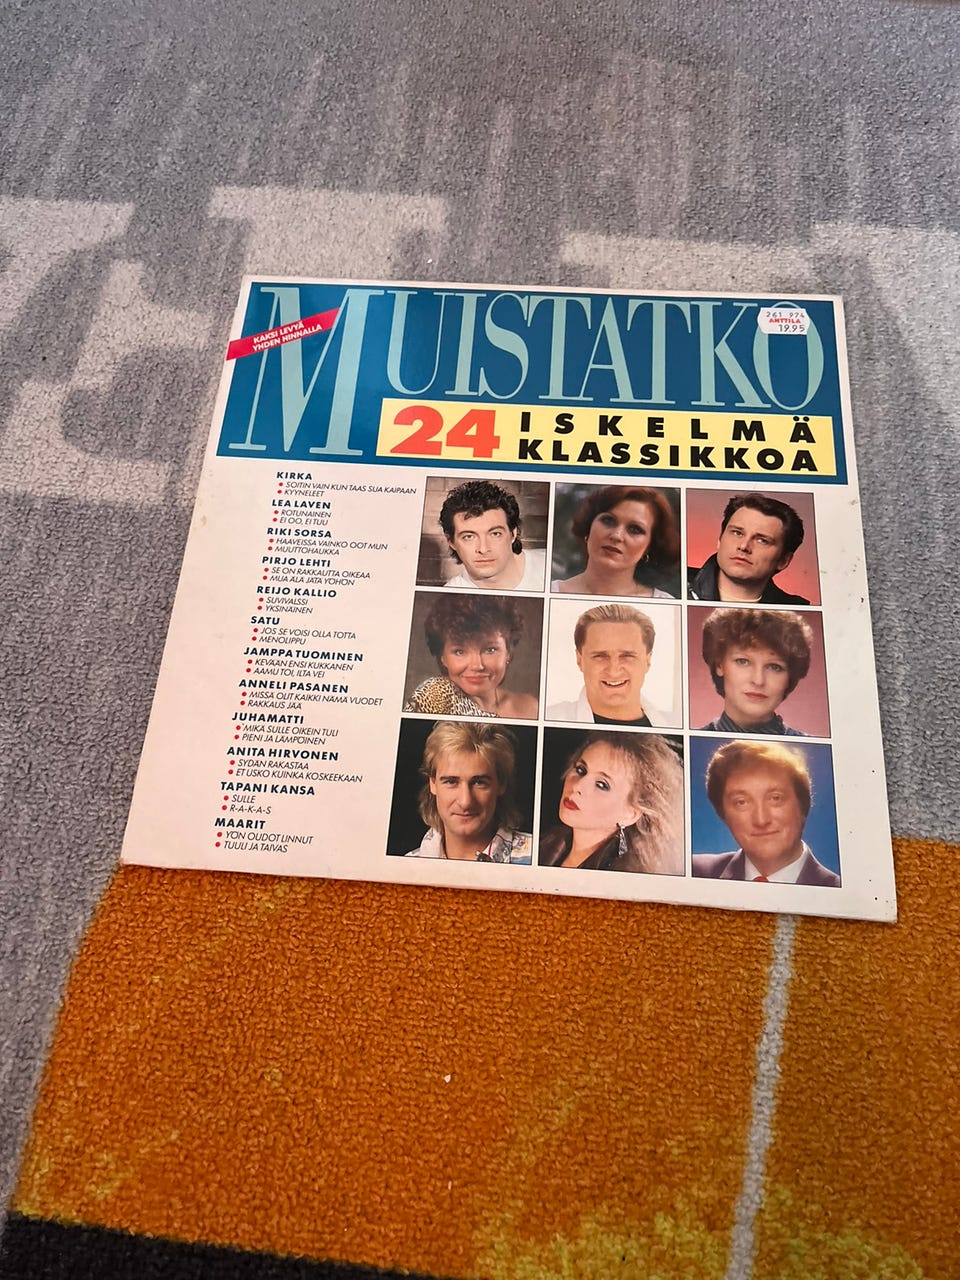 MUISTATKO
KAKSI LEVYÄ
YHDEN HINNALLA
261 974
ANTTILA
19.95
24 ISKELMÄ
KLASSIKKOA
KIRKA
• SOITIN VAIN KUN TAAS SUA KAIPAAN
• KYYNELEET
LEA LAVEN
• ROTUNAINEN
• EI OO, EI TUU
RIKI SORSA
• HAAVEISSA VAINKO OOT MUN
• MUUTTOHAUKKA
PIRJO LEHTI
• SE ON RAKKAUTTA OIKEAA
• MUA ÄLÄ JÄTÄ YÖHÖN
REIJO KALLIO
• SUVIVALSSI
• YKSINÄINEN
SATU
• JOS SE VOISI OLLA TOTTA
• MENOLIPPU
JAMPPA TUOMINEN
• KEVÄÄN ENSI KUKKANEN
• AAMU TOI, ILTA VEI
ANNELI PASANEN
• MISSÄ OLIT KAIKKI NÄMÄ VUODET
• RAKKAUS JÄÄ
JUHAMATTI
• MIKÄ SULLE OIKEIN TULI
• PIENI JA LÄMPÖINEN
ANITA HIRVONEN
• SYDÄN RAKASTAA
• ET USKO KUINKA KOSKEEKAAN
TAPANI KANSA
• SULLE
• R-A-K-A-S
MAARIT
• YÖN OUDOT LINNUT
• TUULI JA TAIVAS